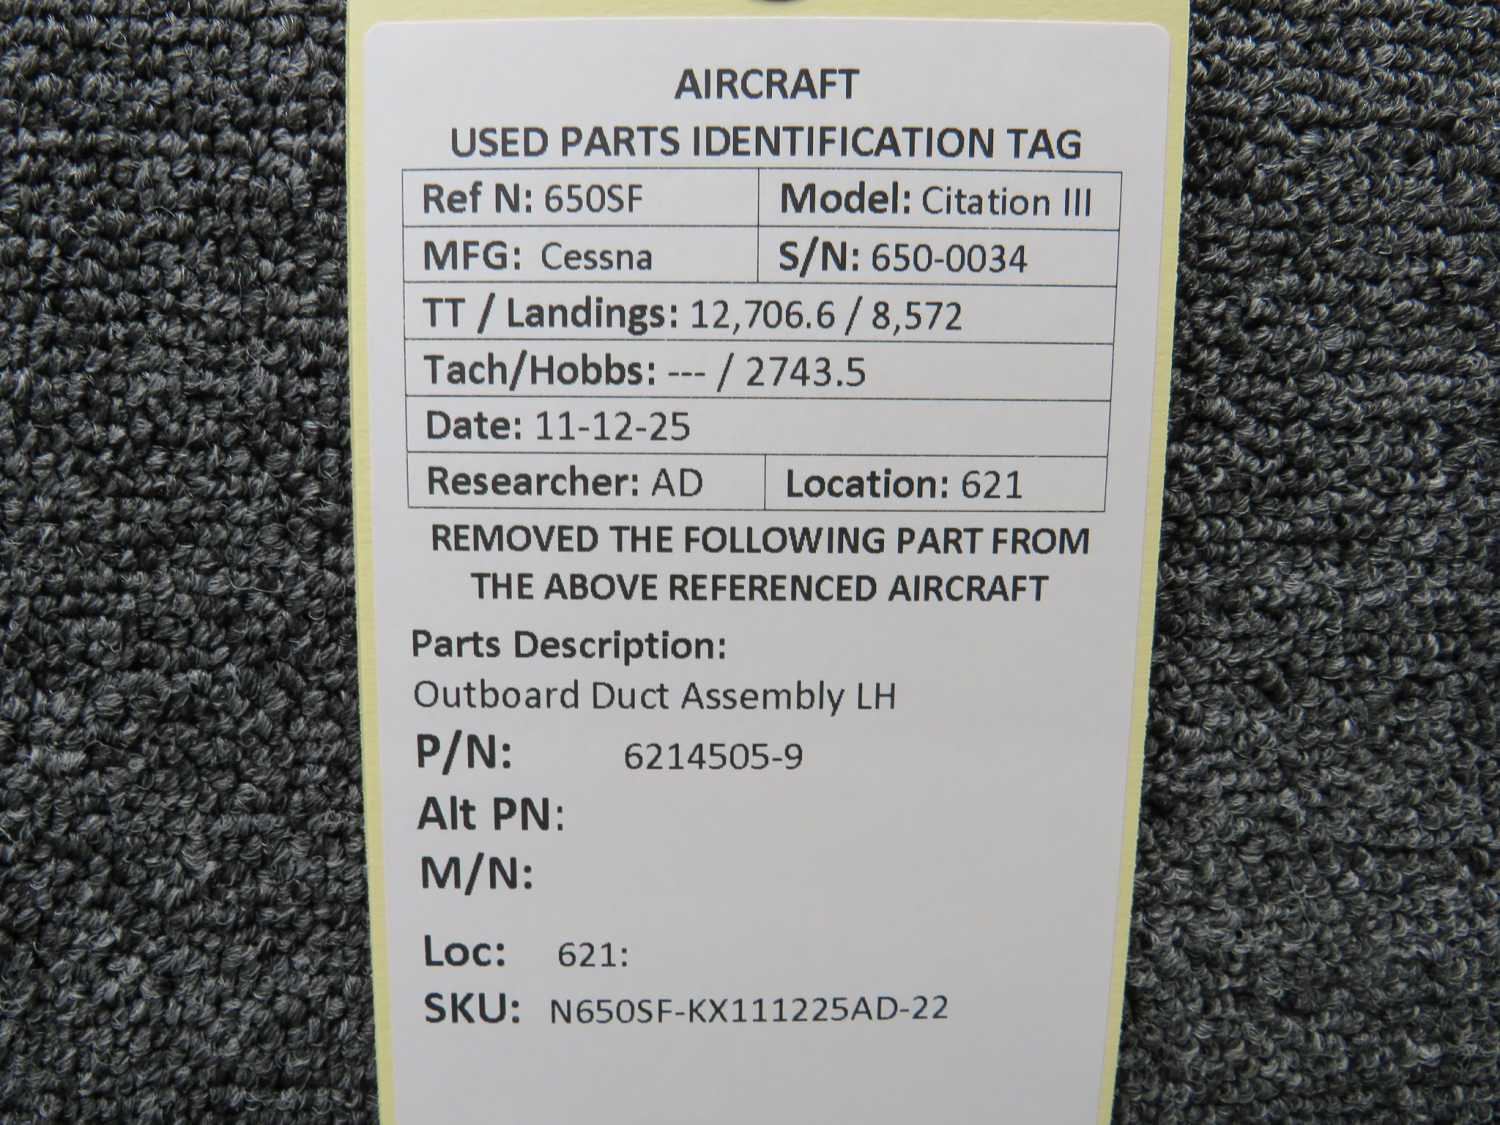 AIRCRAFT
USED PARTS IDENTIFICATION TAG
Ref N: 650SF Model: Citation III
MFG: Cessna S/N: 650-0034
TT / Landings: 12,706.6 / 8,572
Tach/Hobbs: --- / 2743.5
Date: 11-12-25
Researcher: AD Location: 621
REMOVED THE FOLLOWING PART FROM
THE ABOVE REFERENCED AIRCRAFT
Parts Description:
Outboard Duct Assembly LH
P/N: 6214505-9
Alt PN:
M/N:
Loc: 621:
SKU: N650SF-KX111225AD-22